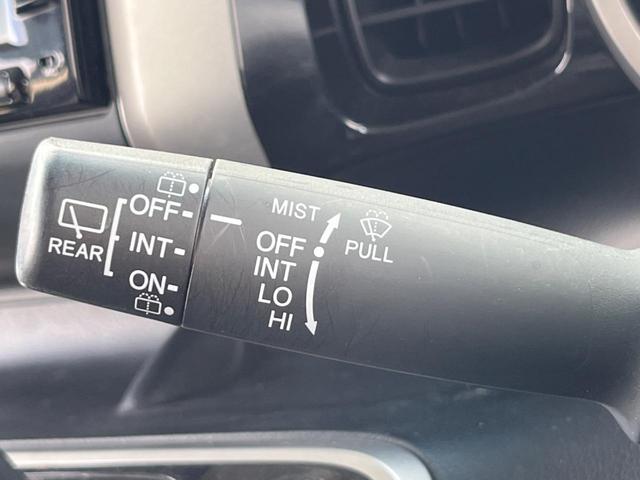 REAR
OFF-
INT-
ON-
MIST
OFF
INT
LO
HI
PULL